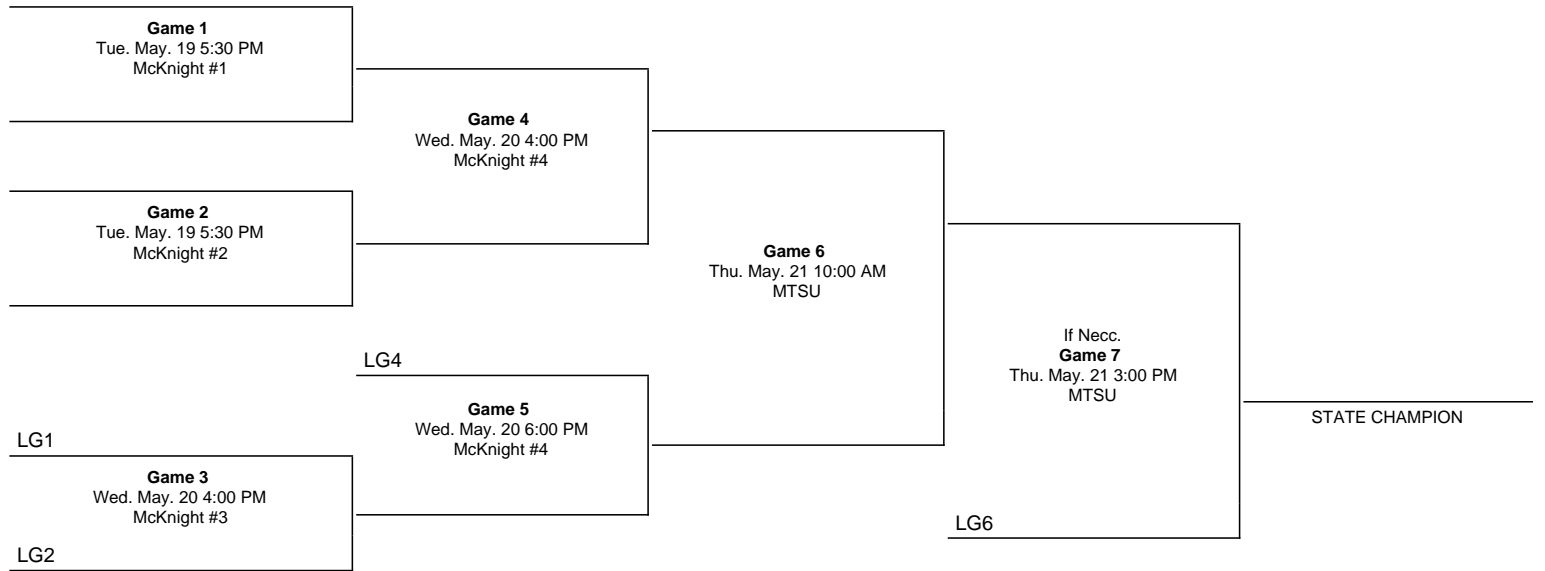 Game 1
Tue. May. 19 5:30 PM
McKnight #1
Game 4
Wed. May. 20 4:00 PM
McKnight #4
Game 2
Tue. May. 19 5:30 PM
McKnight #2
Game 6
Thu. May. 21 10:00 AM
MTSU
If Necc.
Game 7
Thu. May. 21 3:00 PM
MTSU
LG4
Game 5
Wed. May. 20 6:00 PM
McKnight #4
STATE CHAMPION
LG1
Game 3
Wed. May. 20 4:00 PM
McKnight #3
LG6
LG2